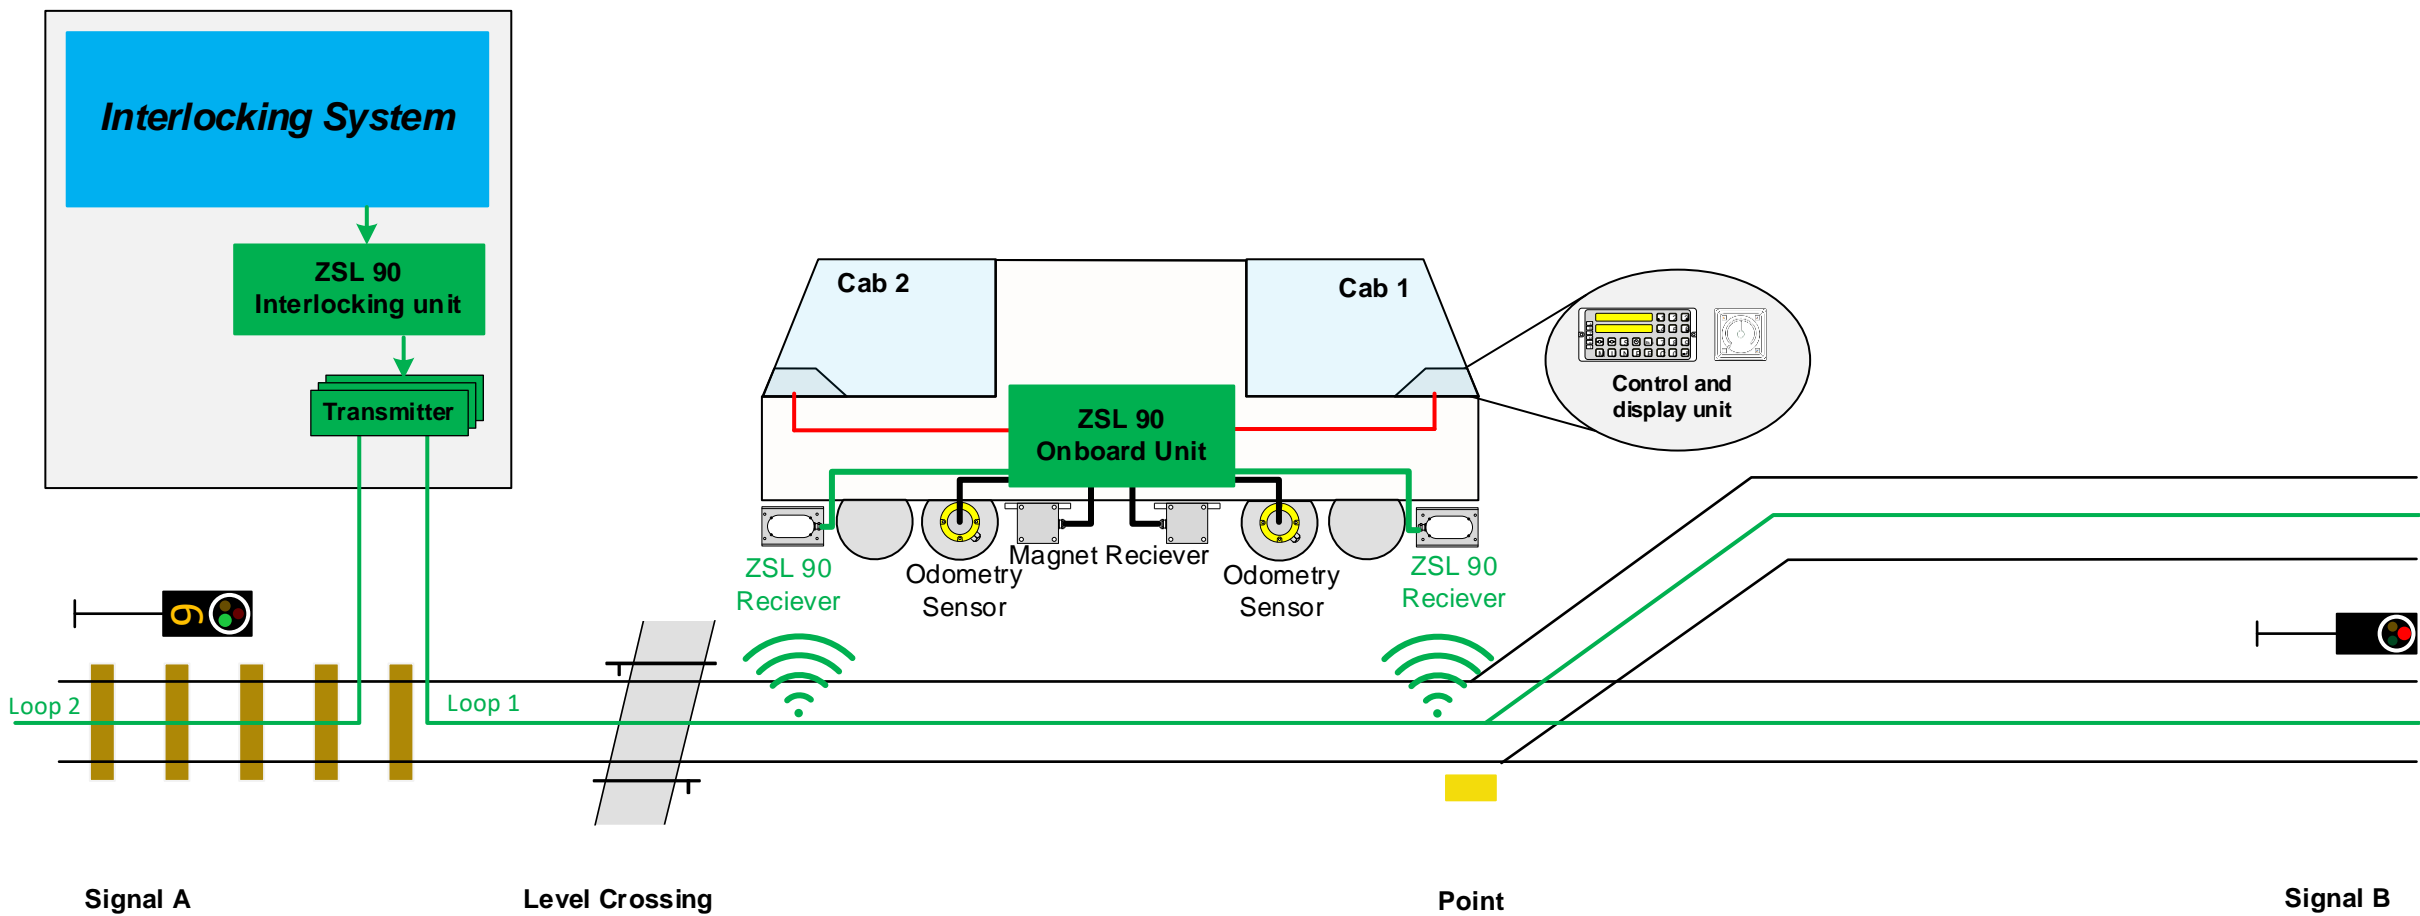 Interlocking System
ZSL 90
Interlocking unit
Transmitter
Cab 2
Cab 1
Control and
display unit
ZSL 90
Onboard Unit
ZSL 90
Reciever
Odometry
Sensor
Magnet Reciever
Odometry
Sensor
ZSL 90
Reciever
6
Loop 2
Loop 1
Signal A
Level Crossing
Point
Signal B